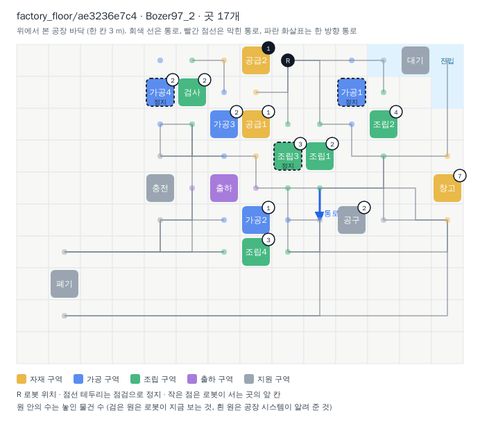 factory_floor/ae3236e7c4 · Bozer97_2 · 곳 17개
위에서 본 공장 바닥 (한 칸 3 m). 회색 선은 통로, 빨간 점선은 막힌 통로, 파란 화살표는 한 방향 통로
공급2 1 R 대기 전립
가공4 2 정지 검사 2 가공1 정지
가공3 2 공급1 1 조립2 4
조립3 3 정지 조립1 2
충전 출하 창고 7
가공2 1 통로 공구 2
조립4 3
폐기
자재 구역 가공 구역 조립 구역 출하 구역 지원 구역
R 로봇 위치 · 점선 테두리는 점검으로 정지 · 작은 점은 로봇이 서는 곳의 앞 칸
원 안의 수는 놓인 물건 수 (검은 원은 로봇이 지금 보는 것, 흰 원은 공장 시스템이 알려 준 것)